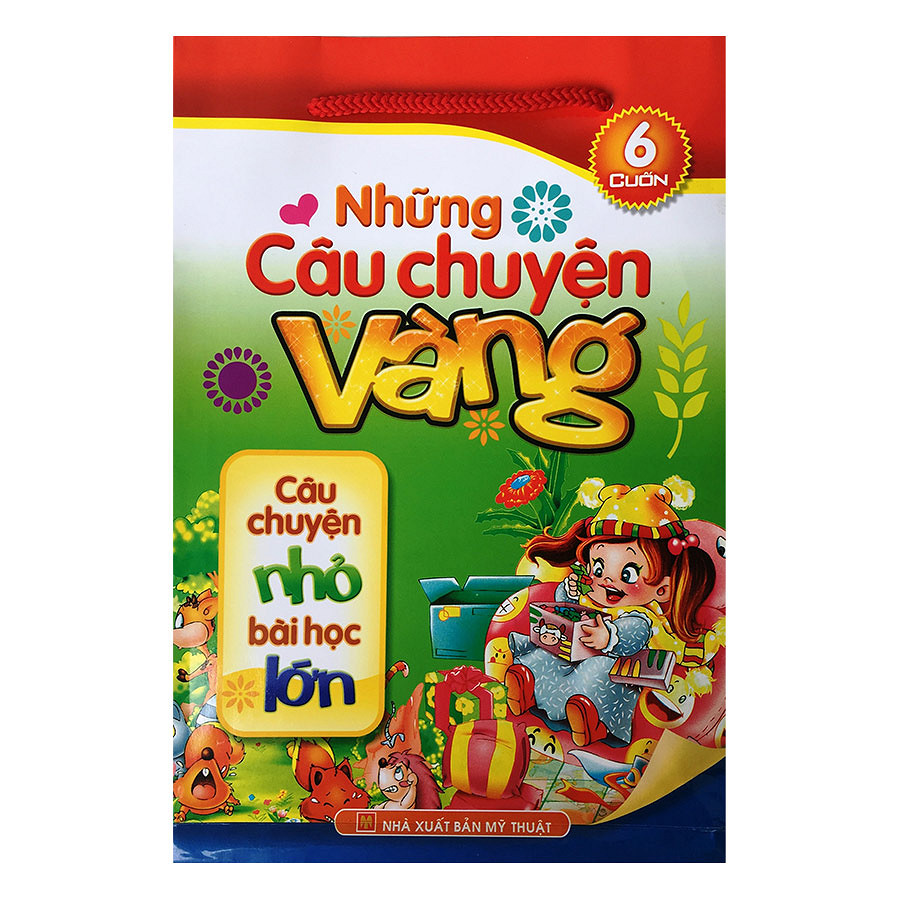 6
CUỐN
Những
Câu chuyện
Vàng
Câu
chuyện
nhỏ
bài học
lớn
NHÀ XUẤT BẢN MỸ THUẬT